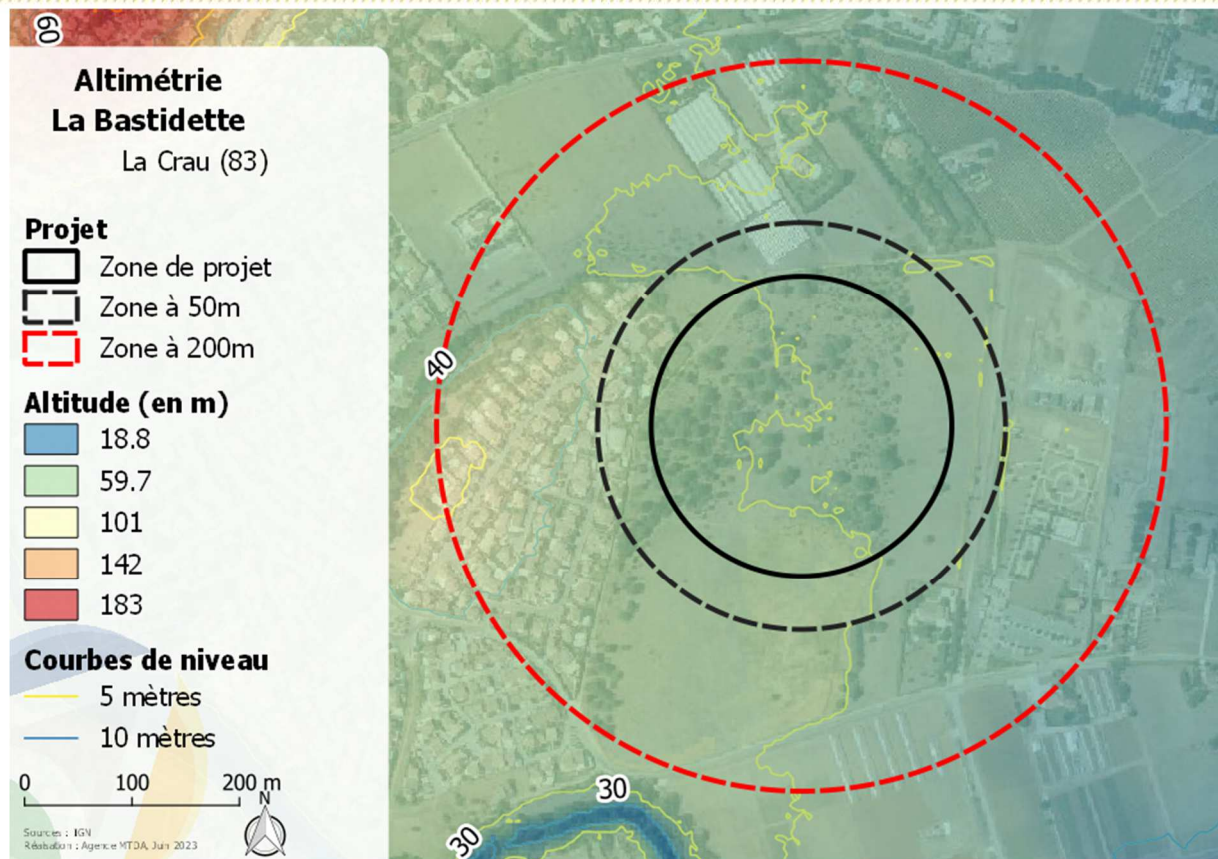 60
Altimétrie
La Bastidette
La Crau (83)
Projet
Zone de projet
Zone à 50m
Zone à 200m
Altitude (en m)
18.8
59.7
101
142
183
Courbes de niveau
5 mètres
10 mètres
0 100 200 m
N
Sources : IGN
Réalisation : Agence MTDA, Juin 2023
40
30
30